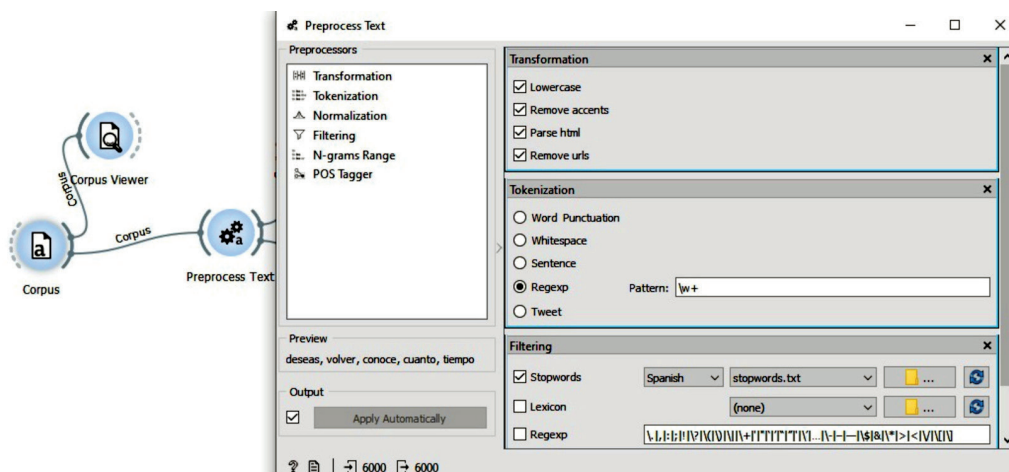 Preprocess Text
Preprocessors
Transformation
Tokenization
Normalization
Filtering
N-grams Range
POS Tagger
Preview
deseas, volver, conoce, cuanto, tiempo
Output
Apply Automatically
6000 6000
Transformation
Lowercase
Remove accents
Parse html
Remove urls
Tokenization
Word Punctuation
Whitespace
Sentence
Regexp Pattern: \w+
Tweet
Filtering
Stopwords Spanish stopwords.txt ...
Lexicon (none) ...
Regexp
Corpus Viewer
Corpus
Corpus
Preprocess Text
Corpus